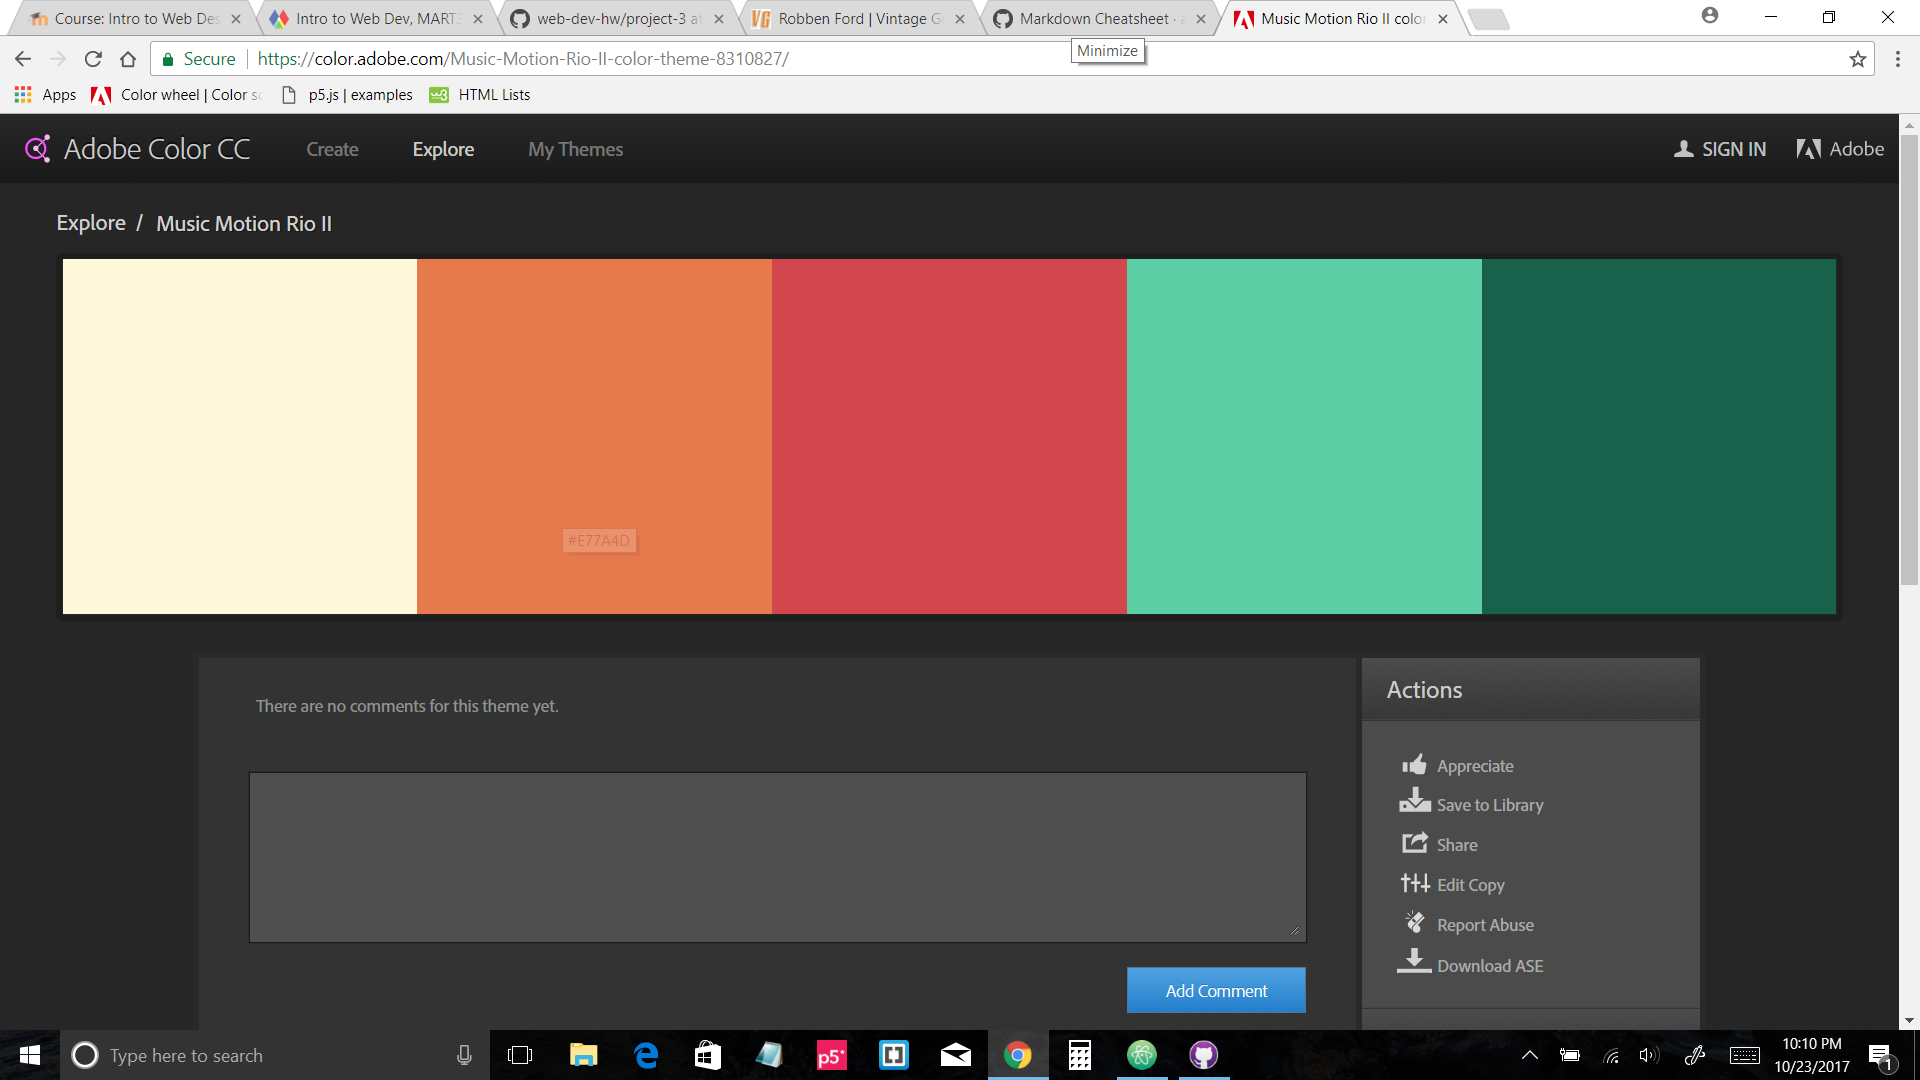 Course: Intro to Web Des
Intro to Web Dev, MART
web-dev-hw/project-3 at
Robben Ford | Vintage G
Markdown Cheatsheet ·
Music Motion Rio II color
Minimize
Secure
https://color.adobe.com/Music-Motion-Rio-II-color-theme-8310827/
Apps
Color wheel | Color sc
p5.js | examples
w3
HTML Lists
Adobe Color CC
Create
Explore
My Themes
SIGN IN
Adobe
Explore / Music Motion Rio II
#E77A4D
There are no comments for this theme yet.
Add Comment
Actions
Appreciate
Save to Library
Share
Edit Copy
Report Abuse
Download ASE
Type here to search
p5*
10:10 PM
10/23/2017
1